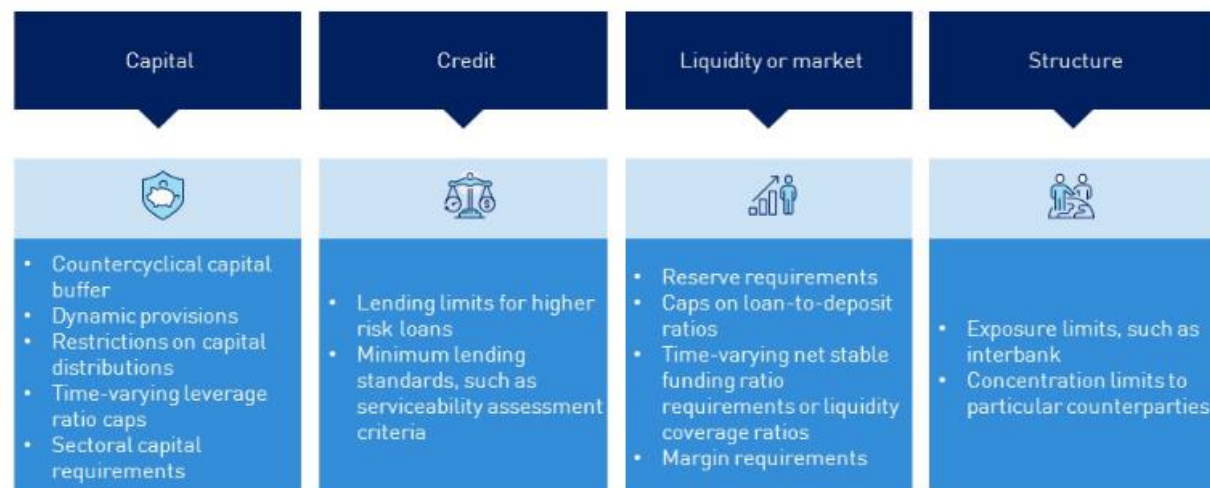 Capital
Credit
Liquidity or market
Structure
• Countercyclical capital
buffer
• Dynamic provisions
• Restrictions on capital
distributions
• Time-varying leverage
ratio caps
• Sectoral capital
requirements
• Lending limits for higher
risk loans
• Minimum lending
standards, such as
serviceability assessment
criteria
• Reserve requirements
• Caps on loan-to-deposit
ratios
• Time-varying net stable
funding ratio
requirements or liquidity
coverage ratios
• Margin requirements
• Exposure limits, such as
interbank
• Concentration limits to
particular counterparties